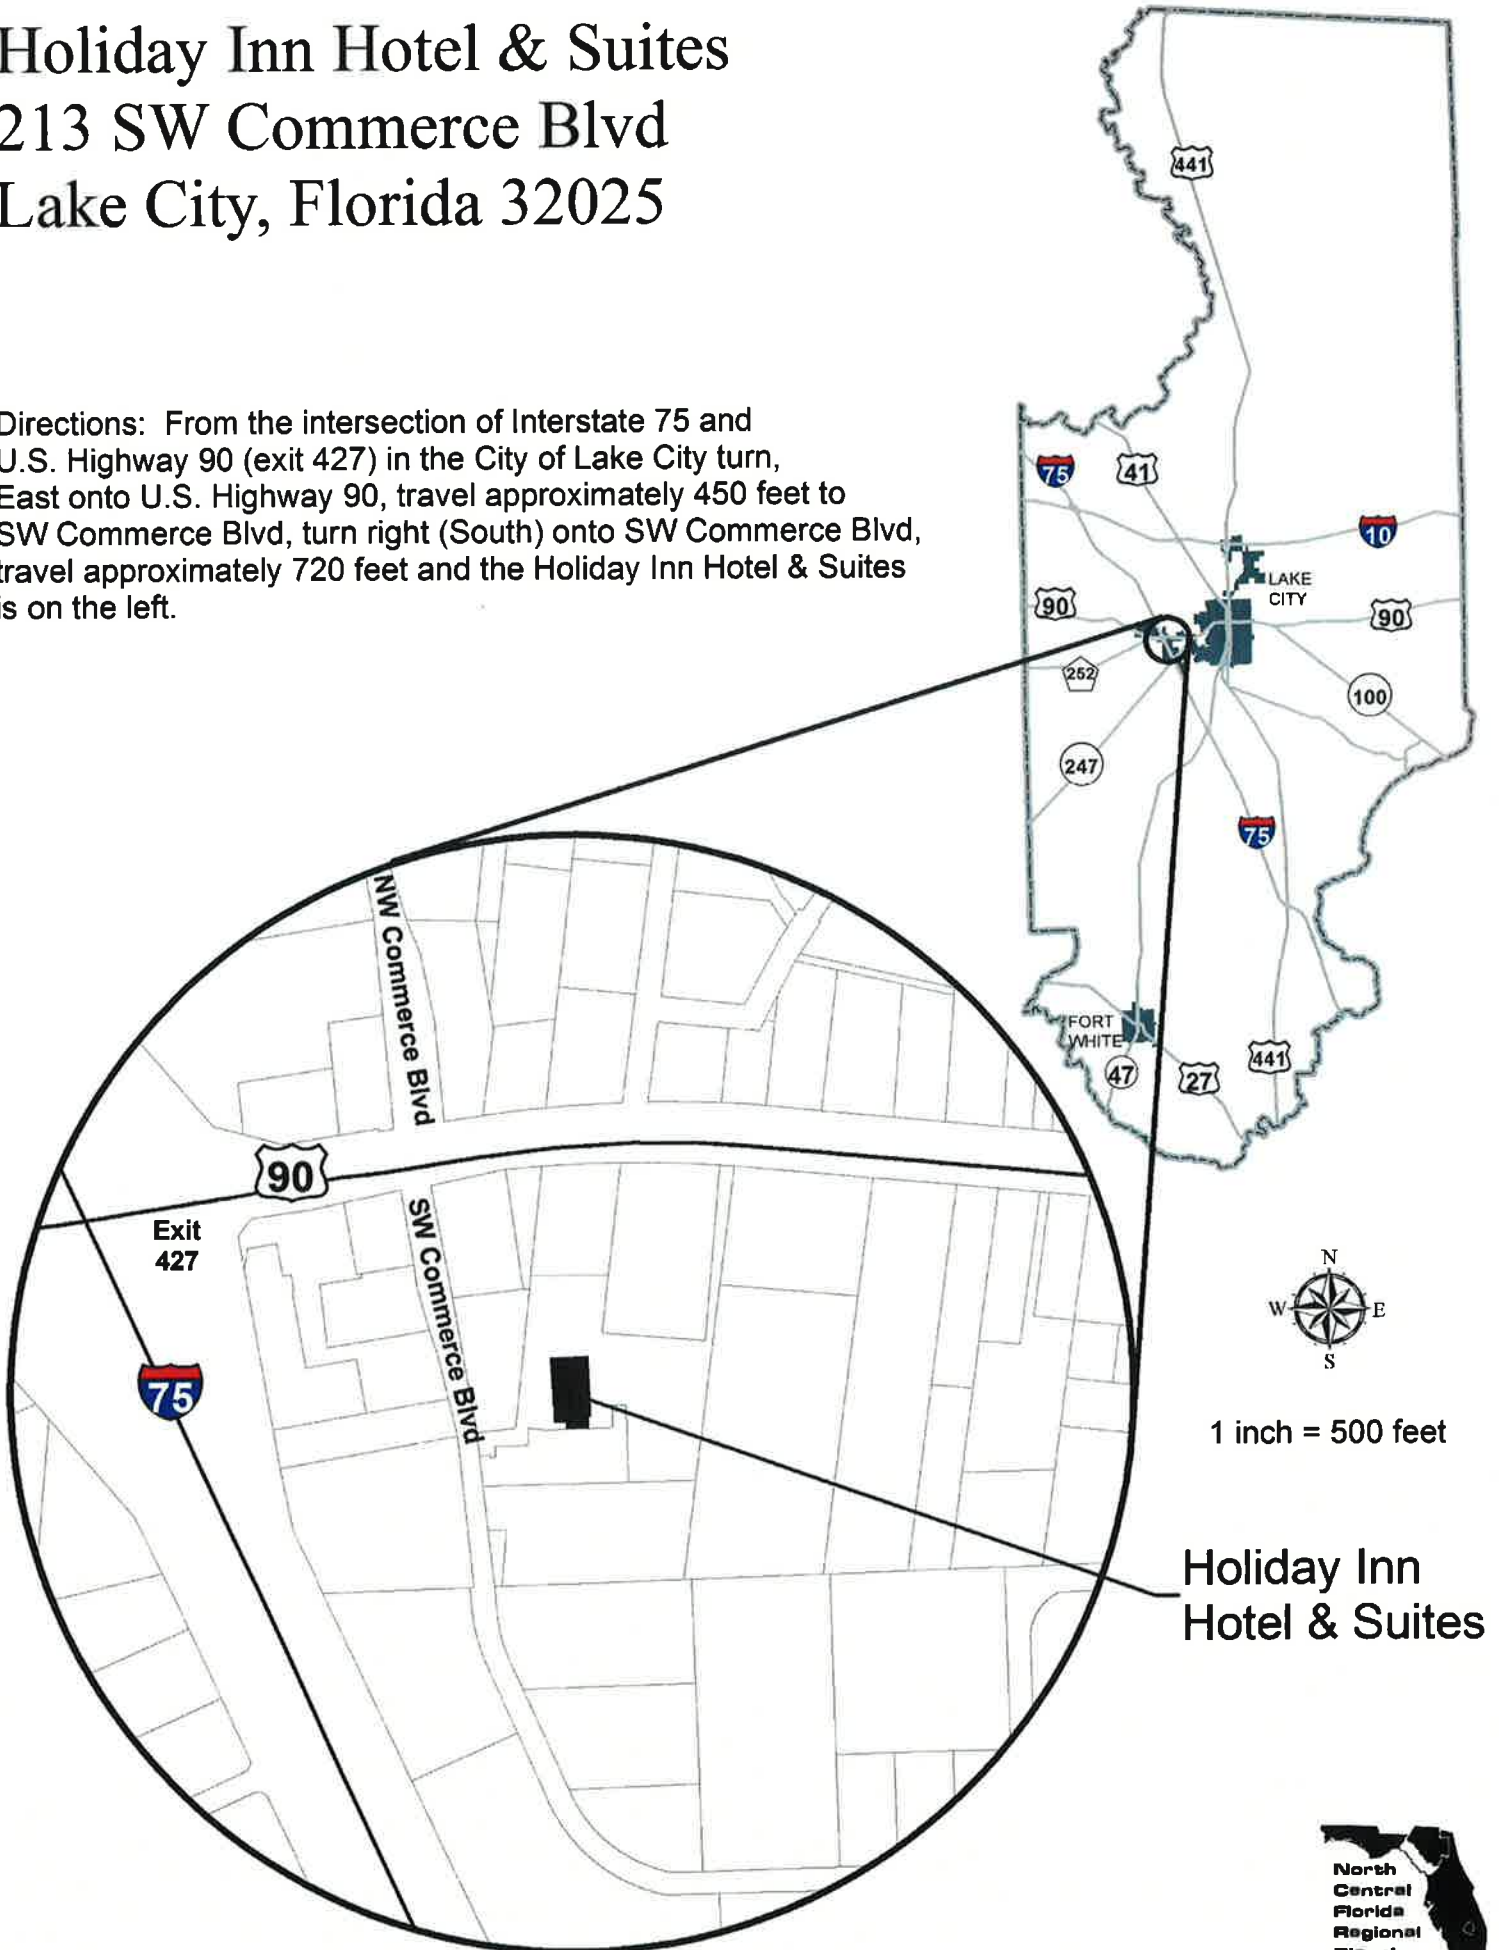 Holiday Inn Hotel & Suites
213 SW Commerce Blvd
Lake City, Florida 32025
Directions: From the intersection of Interstate 75 and
U.S. Highway 90 (exit 427) in the City of Lake City turn,
East onto U.S. Highway 90, travel approximately 450 feet to
SW Commerce Blvd, turn right (South) onto SW Commerce Blvd,
travel approximately 720 feet and the Holiday Inn Hotel & Suites
is on the left.
441
75
41
10
LAKE
CITY
90
90
252
100
247
75
FORT
WHITE
47
27
441
NW Commerce Blvd
90
Exit
427
SW Commerce Blvd
75
N
W
E
S
1 inch = 500 feet
Holiday Inn
Hotel & Suites
North
Central
Florida
Regional